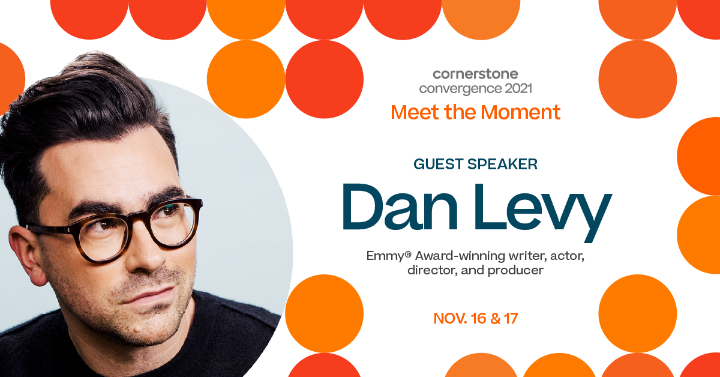 cornerstone
convergence 2021
Meet the Moment
GUEST SPEAKER
Dan Levy
Emmy® Award-winning writer, actor,
director, and producer
NOV. 16 & 17